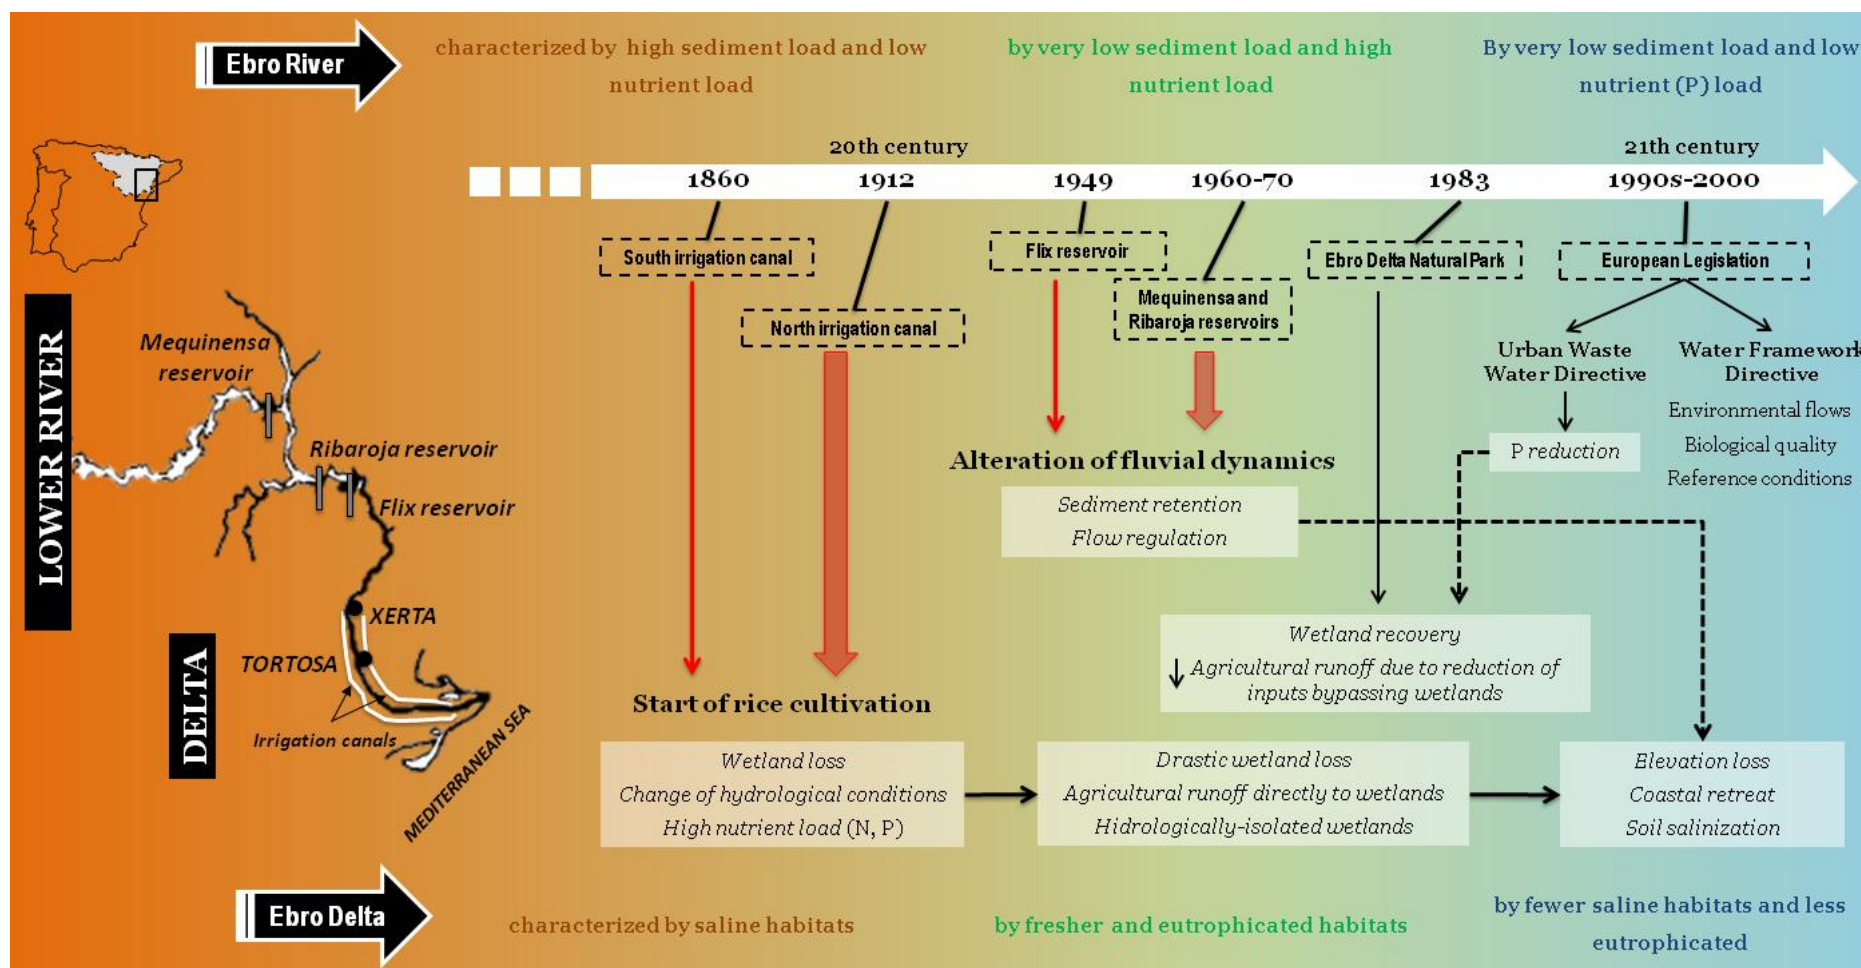 Ebro River
characterized by high sediment load and low
nutrient load
by very low sediment load and high
nutrient load
By very low sediment load and low
nutrient (P) load
20th century
21th century
1860
1912
1949
1960-70
1983
1990s-2000
South irrigation canal
North irrigation canal
Flix reservoir
Mequinensa and
Ribaroja reservoirs
Ebro Delta Natural Park
European Legislation
Urban Waste
Water Directive
Water Framework
Directive
Environmental flows
Biological quality
Reference conditions
P reduction
LOWER RIVER
Mequinensa
reservoir
Ribaroja reservoir
Flix reservoir
XERTA
DELTA
TORTOSA
Irrigation canals
MEDITERRANEAN SEA
Alteration of fluvial dynamics
Sediment retention
Flow regulation
Wetland recovery
Agricultural runoff due to reduction of
inputs bypassing wetlands
Start of rice cultivation
Wetland loss
Change of hydrological conditions
High nutrient load (N, P)
Drastic wetland loss
Agricultural runoff directly to wetlands
Hidrologically-isolated wetlands
Elevation loss
Coastal retreat
Soil salinization
Ebro Delta
characterized by saline habitats
by fresher and eutrophicated habitats
by fewer saline habitats and less
eutrophicated